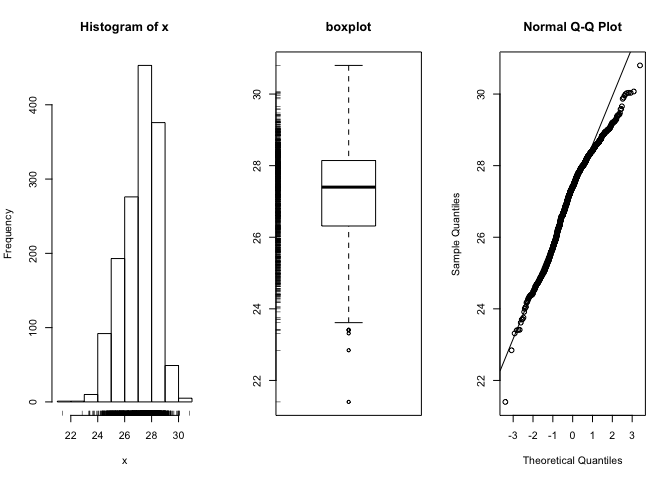 Histogram of x
Frequency
0
100
200
300
400
22 24 26 28 30
x
boxplot
22
24
26
28
30
Normal Q-Q Plot
Sample Quantiles
22
24
26
28
30
-3 -2 -1 0 1 2 3
Theoretical Quantiles